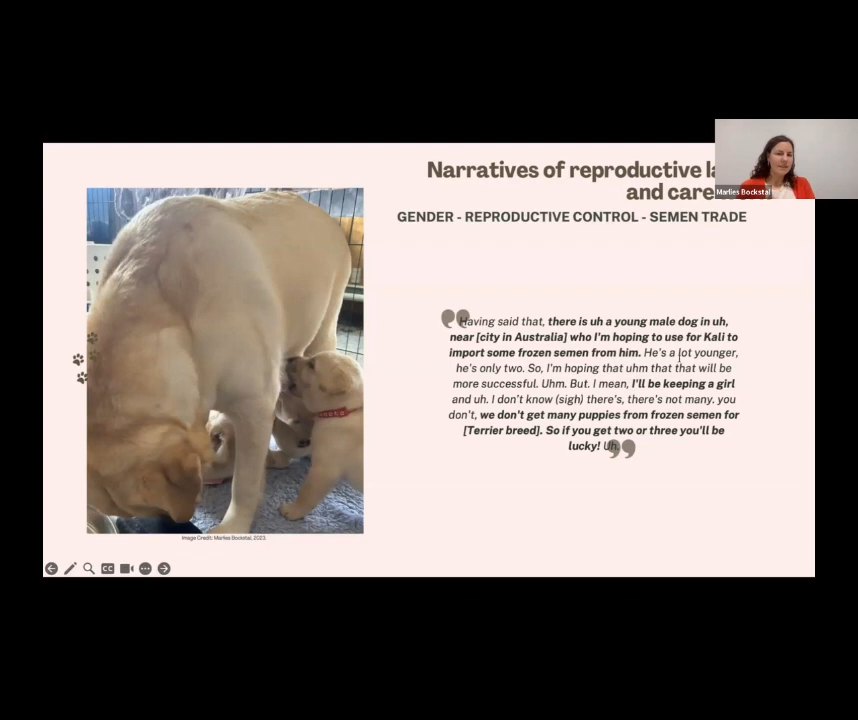 Narratives of reproductive
and care
Marlies Bockstal
GENDER - REPRODUCTIVE CONTROL - SEMEN TRADE
Having said that, there is uh a young male dog in uh,
near [city in Australia] who I'm hoping to use for Kali to
import some frozen semen from him. He's a lot younger,
he's only two. So, I'm hoping that uhm that that will be
more successful. Uhm. But. I mean, I'll be keeping a girl
and uh. I don't know (sigh) there's, there's not many. you
don't, we don't get many puppies from frozen semen for
[Terrier breed]. So if you get two or three you'll be
lucky! Uh.
Image Credit: Marlies Bockstal, 2023.
CC